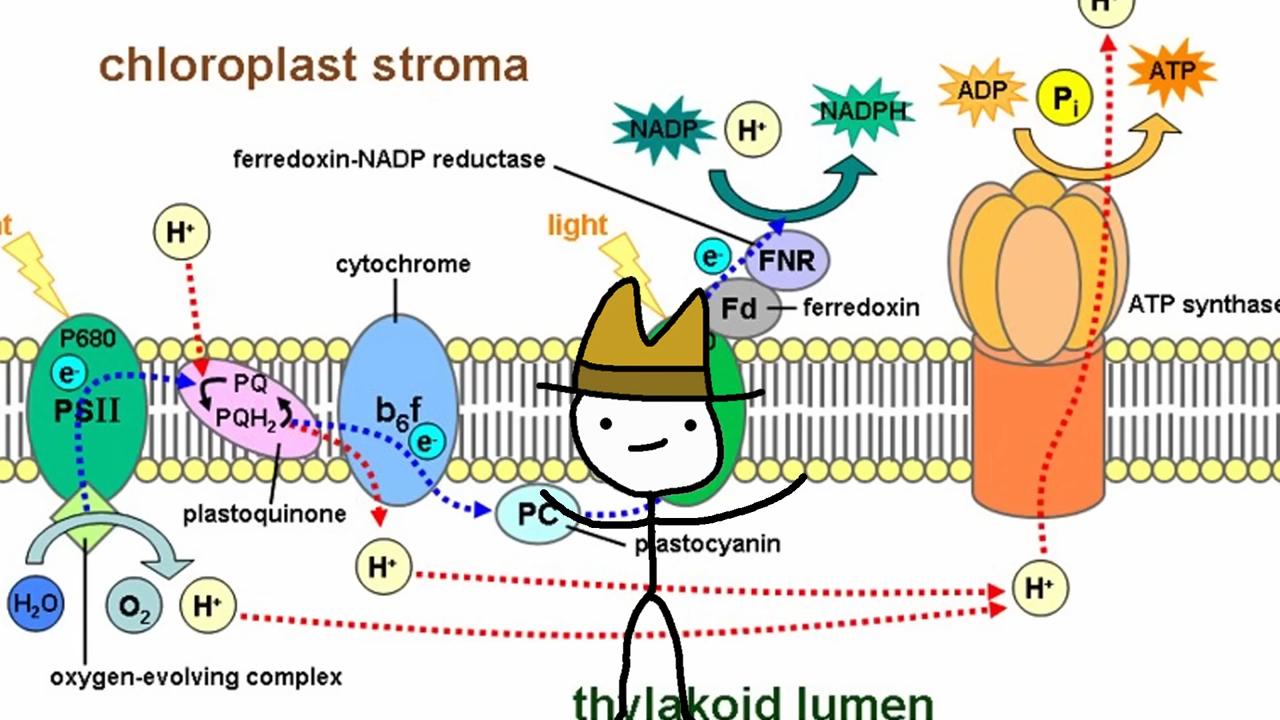 H⁺
chloroplast stroma
ADP
Pi
ATP
NADP
H⁺
NADPH
ferredoxin-NADP reductase
light
H⁺
e⁻
FNR
cytochrome
Fd
ferredoxin
ATP synthase
P680
e⁻
PSII
PQ
PQH₂
b₆f
e⁻
plastoquinone
PC
plastocyanin
H⁺
H⁺
H₂O
O₂
H⁺
oxygen-evolving complex
thylakoid lumen